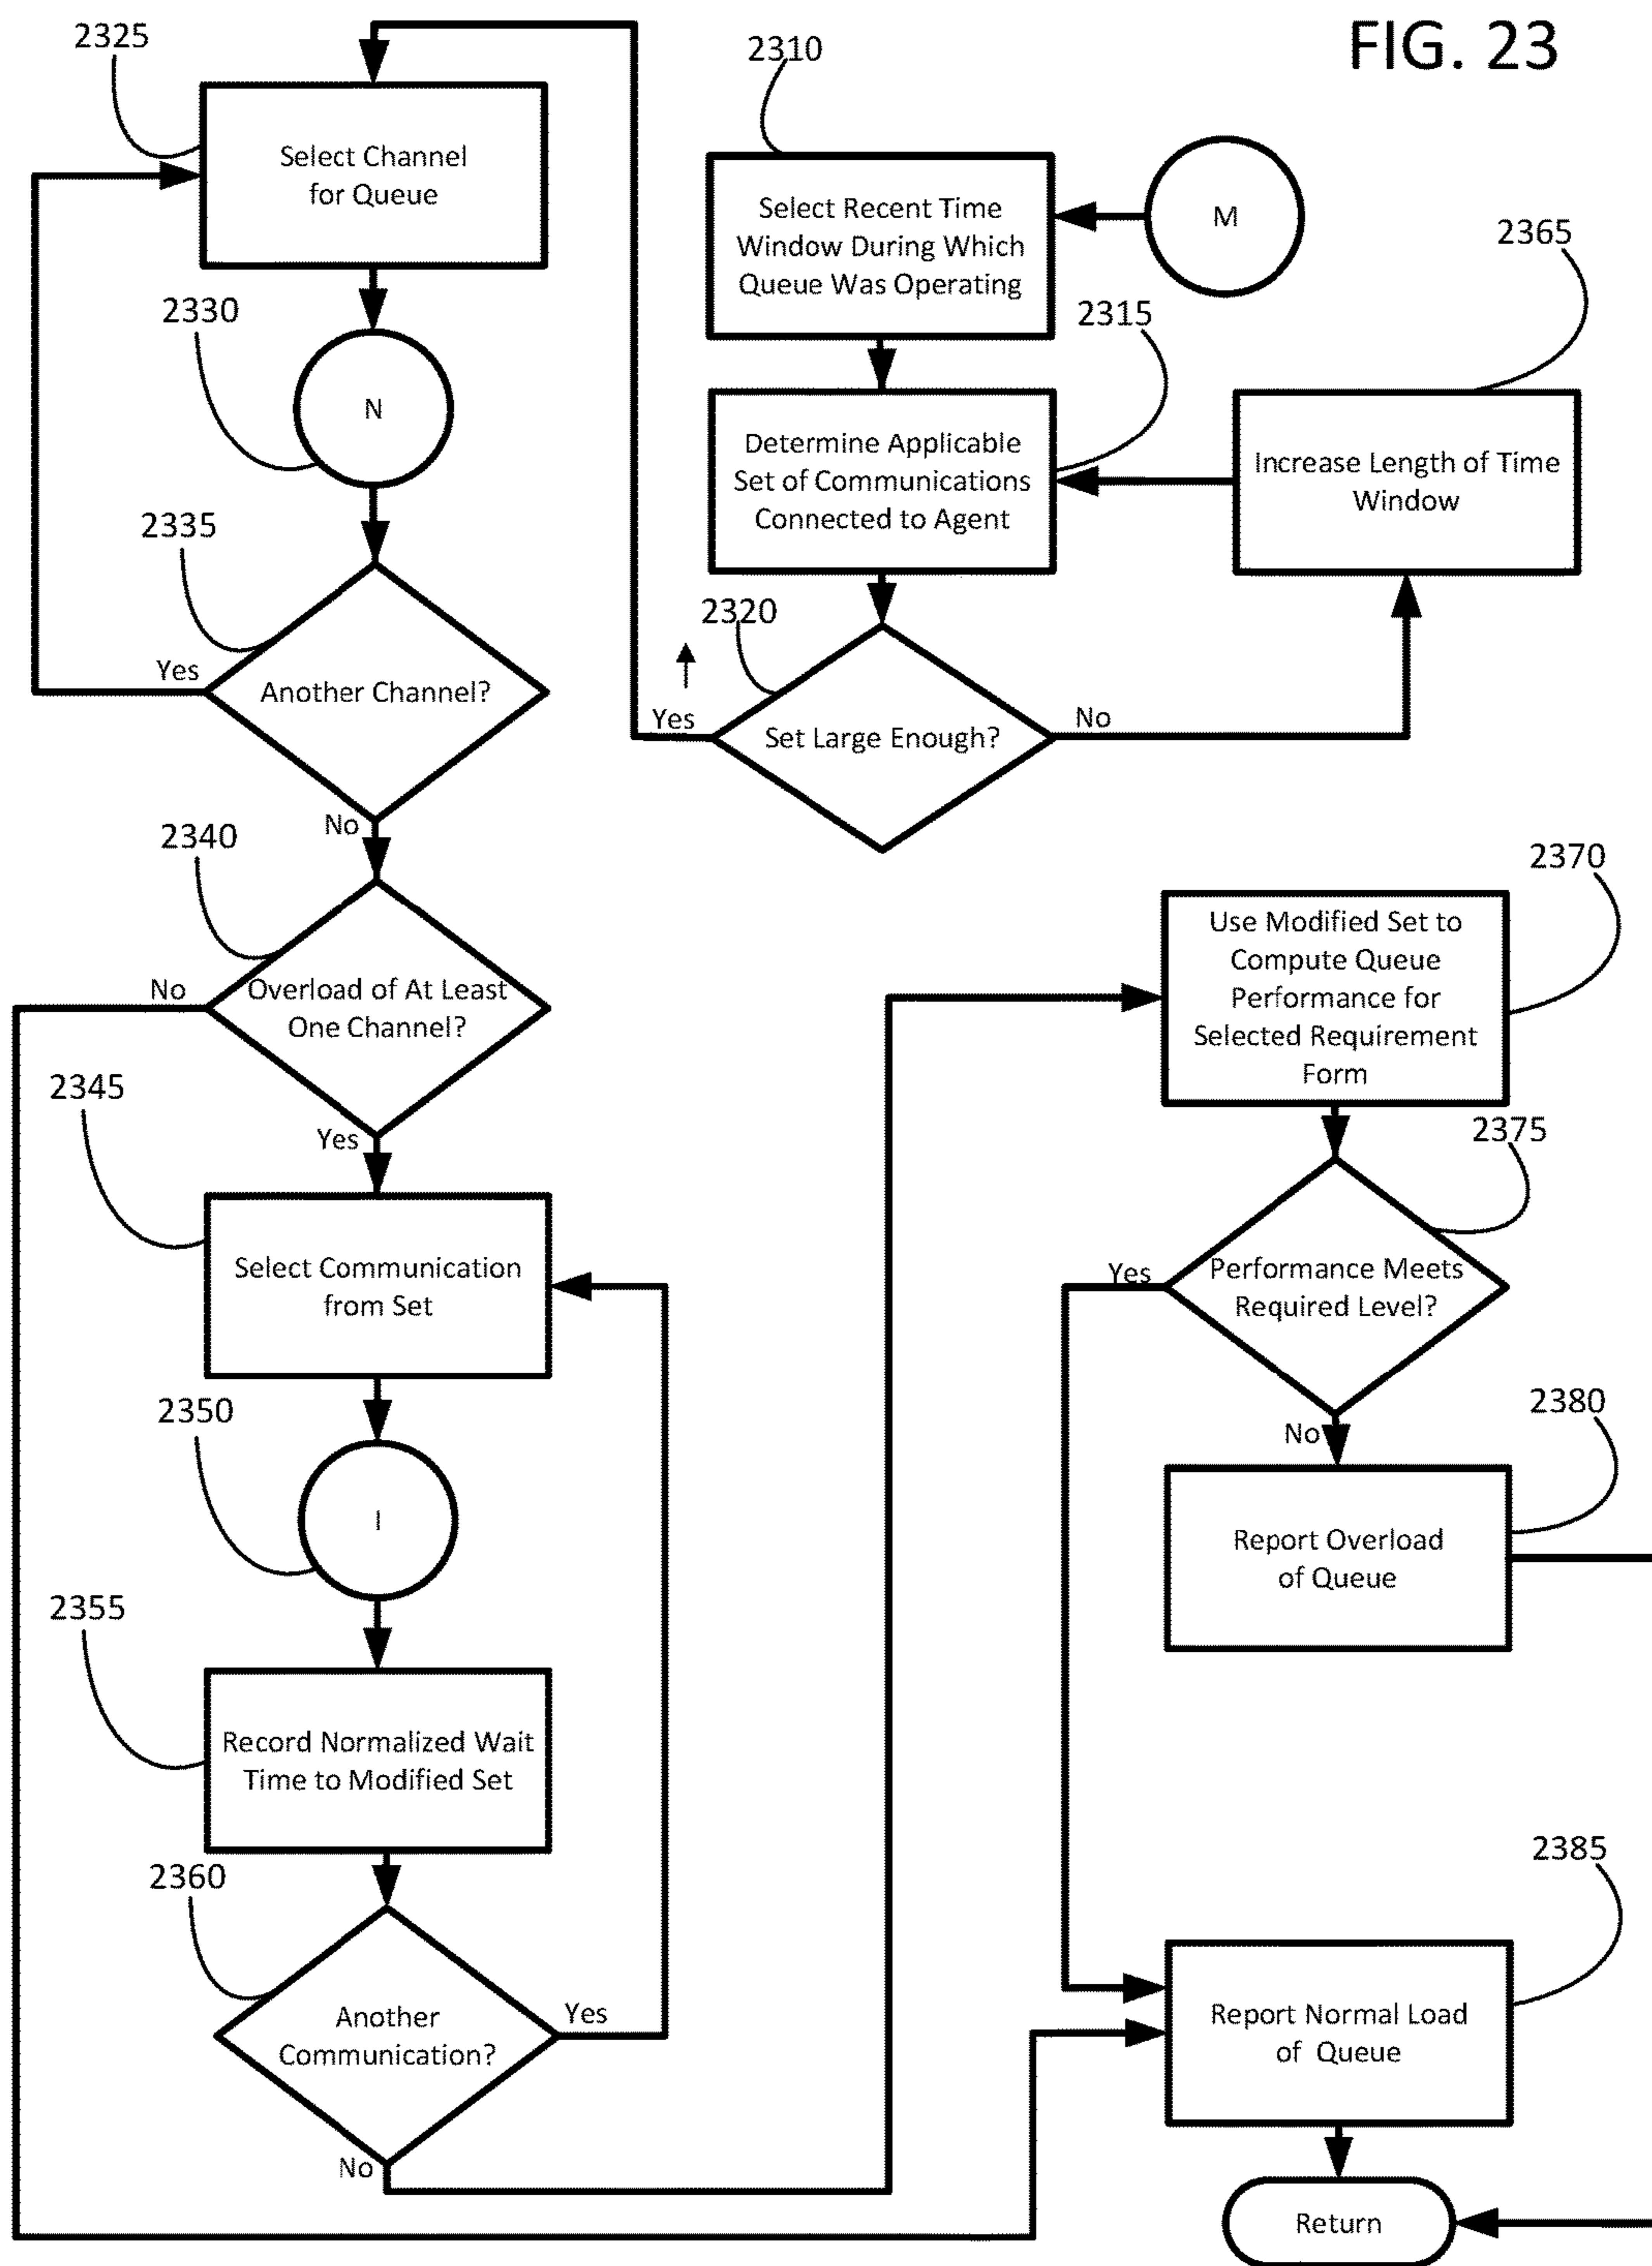 FIG. 23
2325
2310
Select Channel
for Queue
Select Recent Time
Window During Which
Queue Was Operating
M
2365
2330
2315
N
Determine Applicable
Set of Communications
Connected to Agent
Increase Length of Time
Window
2335
2320
Yes
Another Channel?
Yes
Set Large Enough?
No
No
2340
2370
No
Overload of At Least
One Channel?
Use Modified Set to
Compute Queue
Performance for
Selected Requirement
Form
2345
Yes
2375
Select Communication
from Set
Yes
Performance Meets
Required Level?
2350
2380
No
I
Report Overload
of Queue
2355
Record Normalized Wait
Time to Modified Set
2360
2385
Another
Communication?
Yes
Report Normal Load
of Queue
No
Return